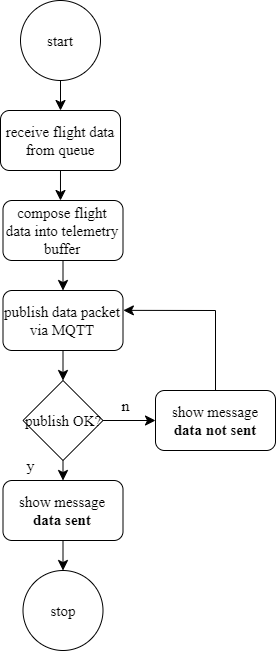 start
receive flight data
from queue
compose flight
data into telemetry
buffer
publish data packet
via MQTT
publish OK?
n
show message
data not sent
y
show message
data sent
stop